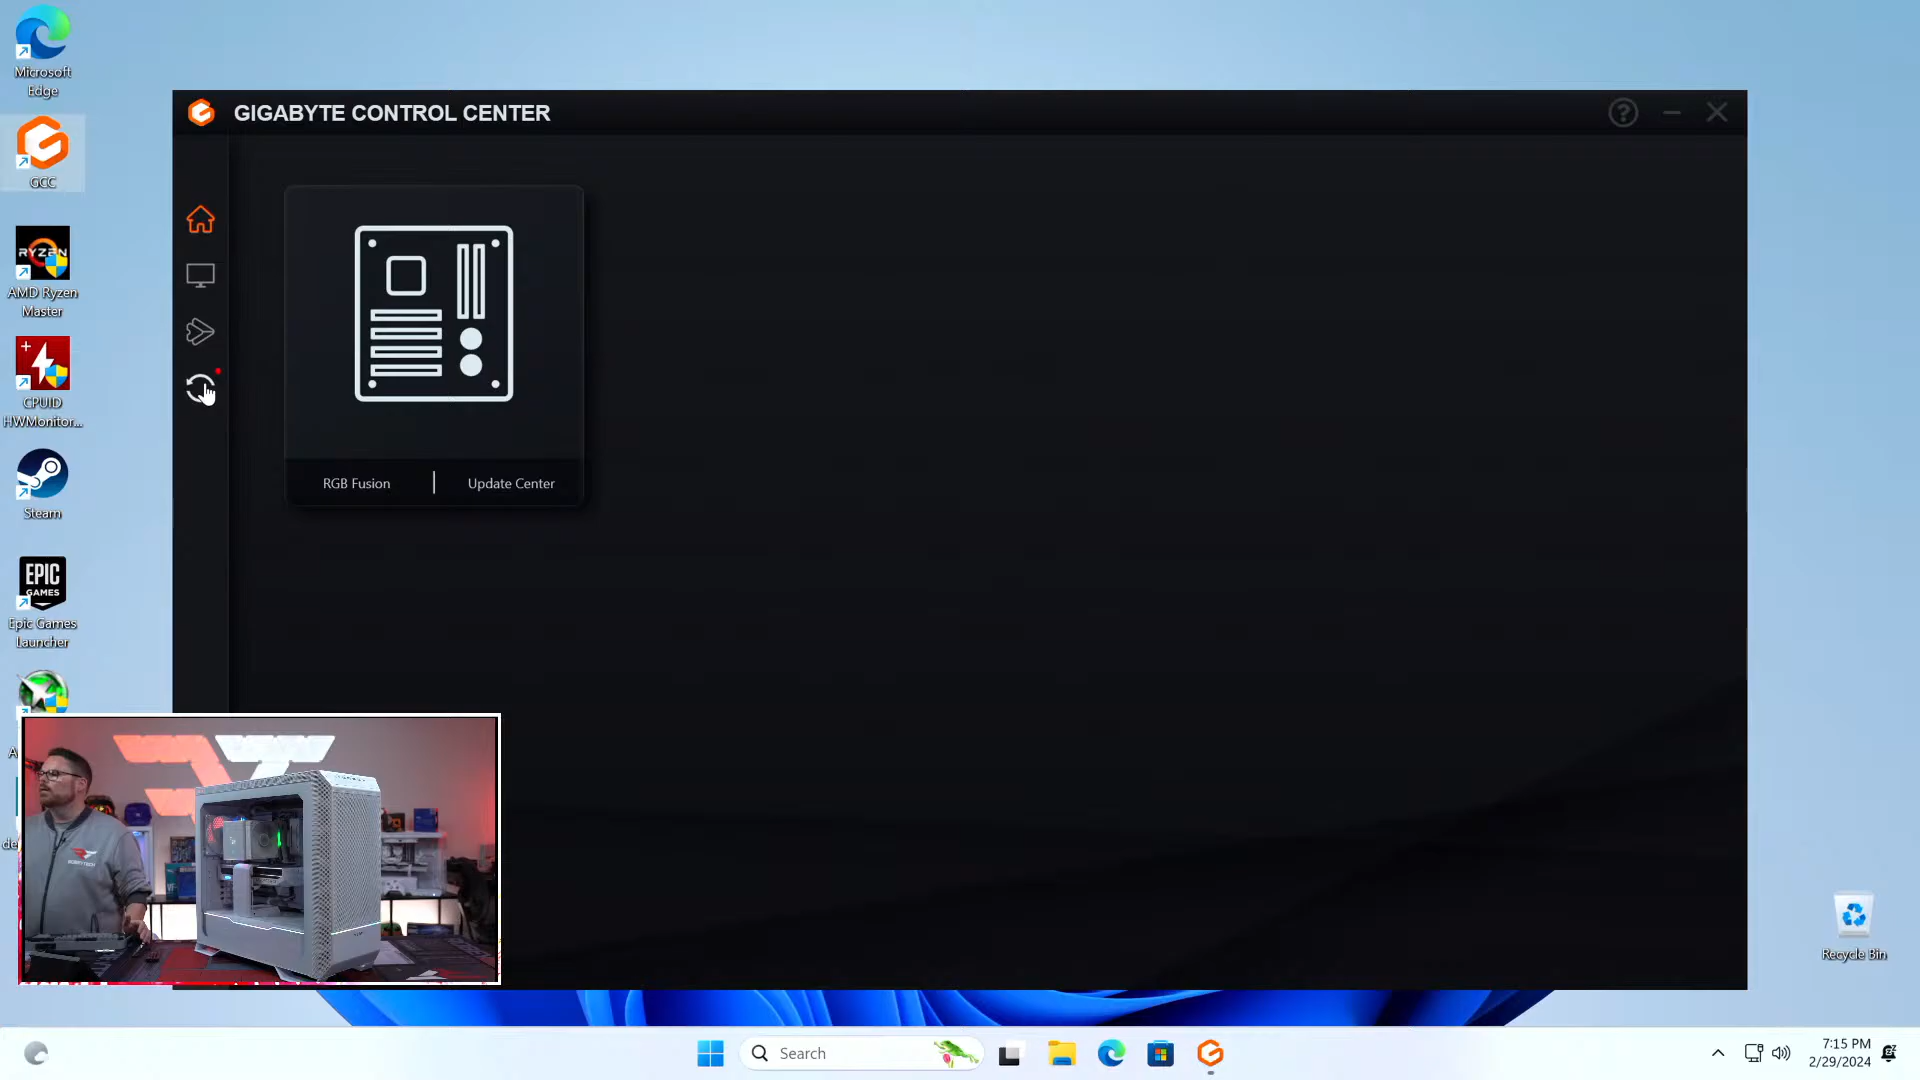 Microsoft
Edge
GCC
RYZEN
AMD Ryzen
Master
CPUID
HWMonitor...
Steam
EPIC
GAMES
Epic Games
Launcher
GIGABYTE CONTROL CENTER
RGB Fusion | Update Center
Recycle Bin
Search
7:15 PM
2/29/2024